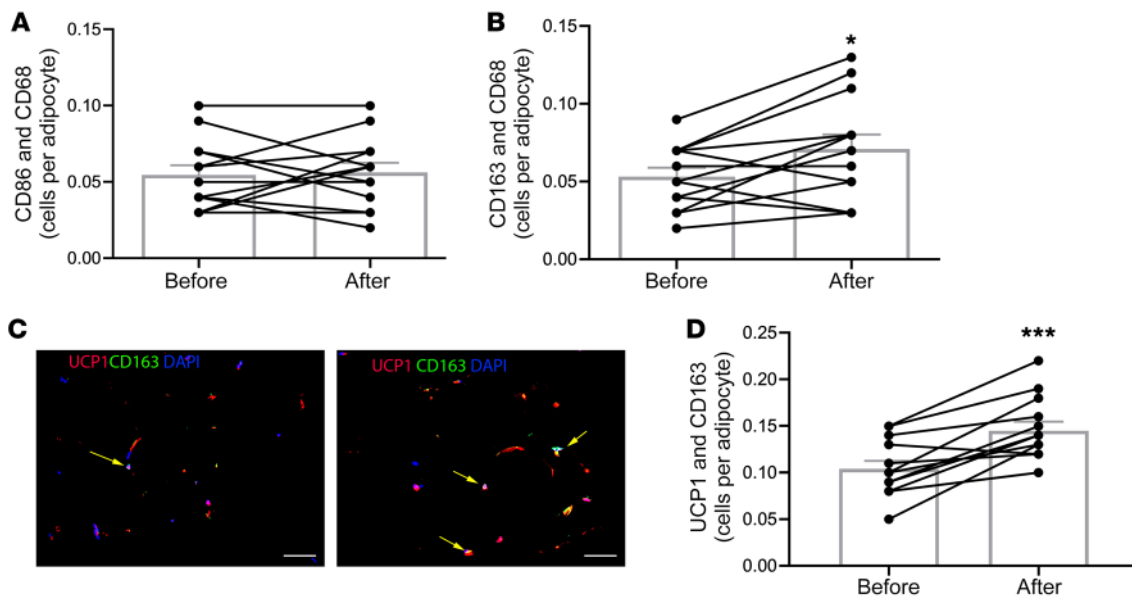 A
CD86 and CD68
(cells per adipocyte)
0.15
0.10
0.05
0.00
Before
After
B
CD163 and CD68
(cells per adipocyte)
0.15
0.10
0.05
0.00
*
Before
After
C
UCP1 CD163 DAPI
UCP1 CD163 DAPI
D
UCP1 and CD163
(cells per adipocyte)
0.25
0.20
0.15
0.10
0.05
0.00
***
Before
After